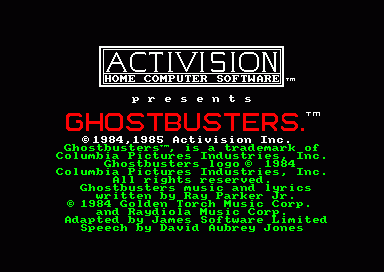 ACTIVISION
HOME COMPUTER SOFTWARE™
presents
GHOSTBUSTERS.™
©1984,1985 Activision Inc.
Ghostbusters™, is a trademark of
Columbia Pictures Industries, Inc.
Ghostbusters logo © 1984
Columbia Pictures Industries, Inc.
All rights reserved.
Ghostbusters music and lyrics
written by Ray Parker Jr.
© 1984 Golden Torch Music Corp.
and Raydiola Music Corp.
Adapted by James Software Limited
Speech by David Aubrey Jones